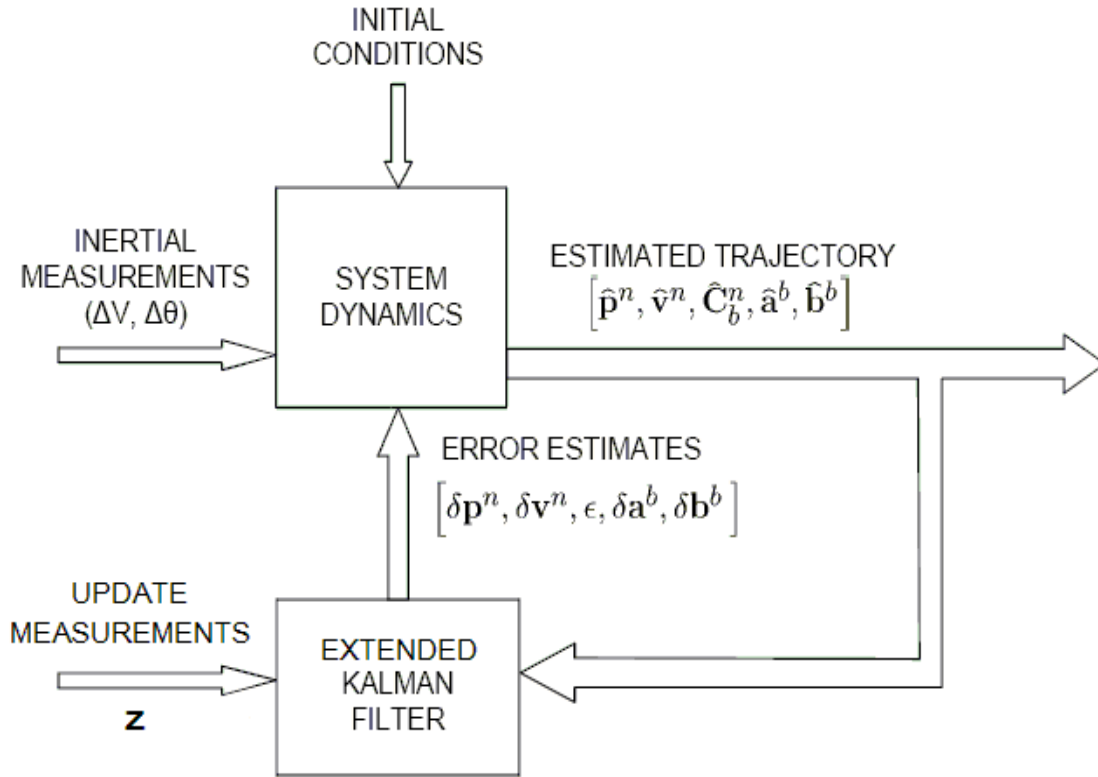 INITIAL
CONDITIONS
INERTIAL
MEASUREMENTS
(ΔV, Δθ)
SYSTEM
DYNAMICS
ESTIMATED TRAJECTORY
[p̂ⁿ, v̂ⁿ, Ĉ_bⁿ, âᵇ, b̂ᵇ]
ERROR ESTIMATES
[δpⁿ, δvⁿ, ϵ, δaᵇ, δbᵇ]
UPDATE
MEASUREMENTS
z
EXTENDED
KALMAN
FILTER